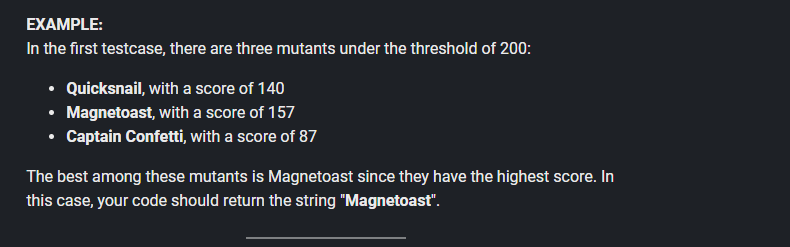 EXAMPLE:
In the first testcase, there are three mutants under the threshold of 200:
• Quicksnail, with a score of 140
• Magnetoast, with a score of 157
• Captain Confetti, with a score of 87
The best among these mutants is Magnetoast since they have the highest score. In
this case, your code should return the string "Magnetoast".